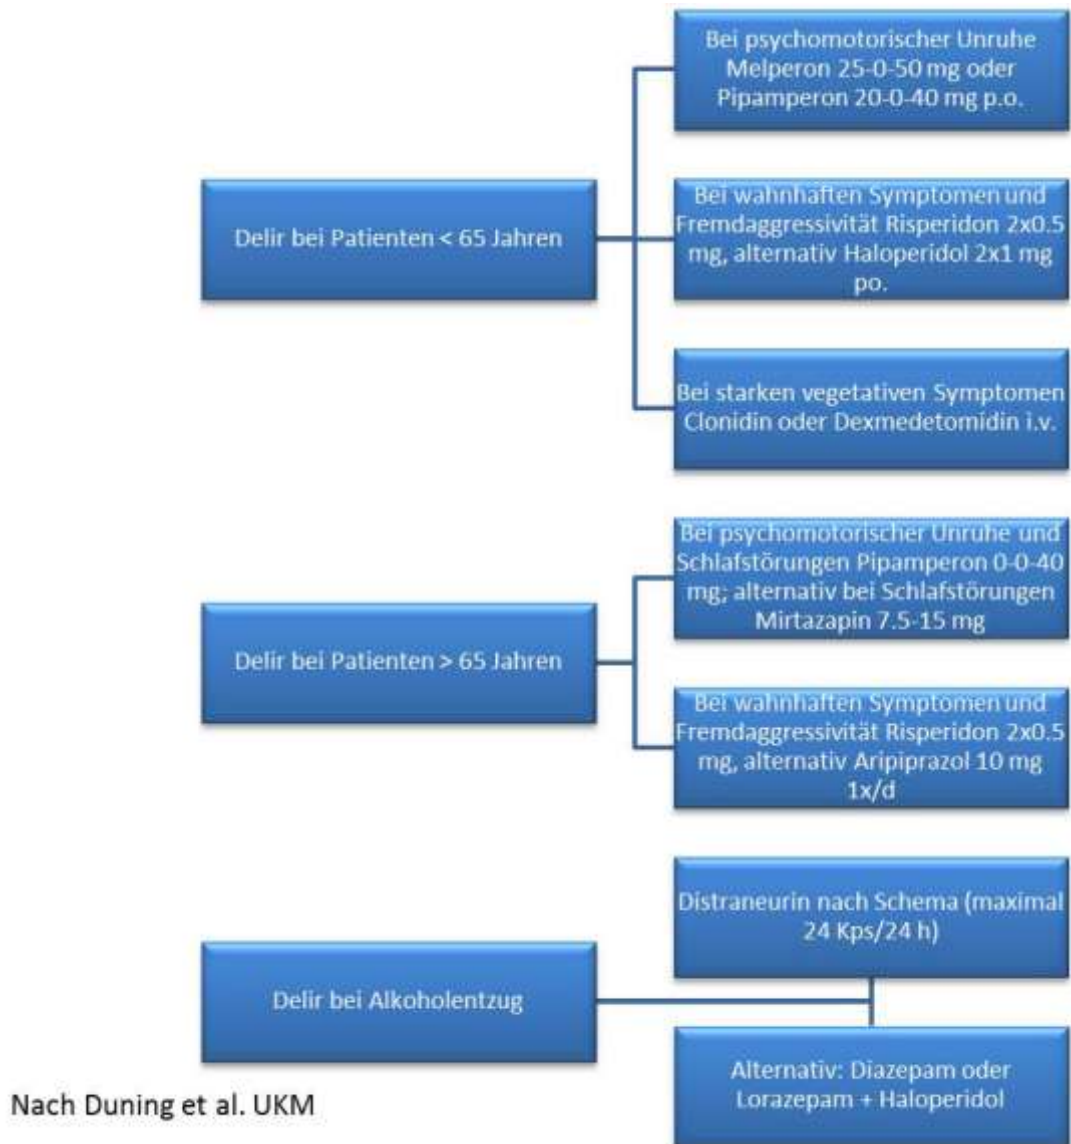 Bei psychomotorischer Unruhe
Melperon 25-0-50 mg oder
Pipamperon 20-0-40 mg p.o.
Delir bei Patienten < 65 Jahren
Bei wahnhaften Symptomen und
Fremdaggressivität Risperidon 2x0.5
mg, alternativ Haloperidol 2x1 mg
po.
Bei starken vegetativen Symptomen
Clonidin oder Dexmedetomidin i.v.
Delir bei Patienten > 65 Jahren
Bei psychomotorischer Unruhe und
Schlafstörungen Pipamperon 0-0-40
mg; alternativ bei Schlafstörungen
Mirtazapin 7.5-15 mg
Bei wahnhaften Symptomen und
Fremdaggressivität Risperidon 2x0.5
mg, alternativ Aripiprazol 10 mg
1x/d
Delir bei Alkoholentzug
Distraneurin nach Schema (maximal
24 Kps/24 h)
Alternativ: Diazepam oder
Lorazepam + Haloperidol
Nach Duning et al. UKM